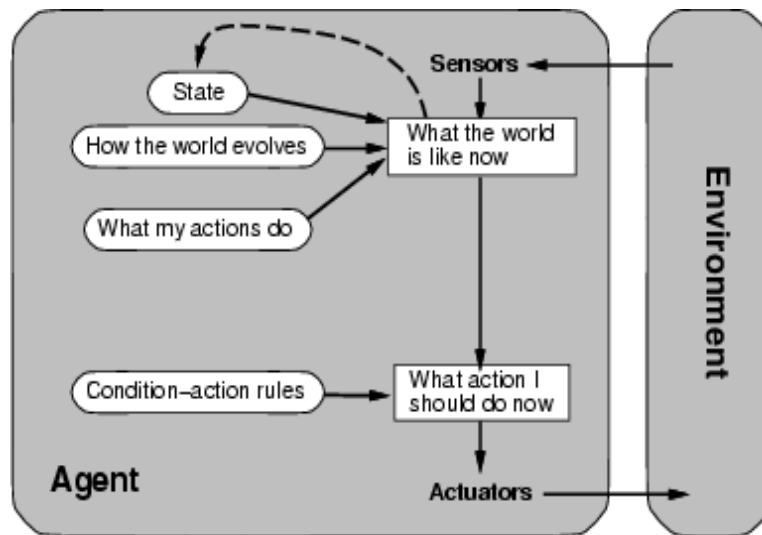 Sensors
State
What the world
is like now
How the world evolves
What my actions do
Environment
Condition–action rules
What action I
should do now
Agent
Actuators